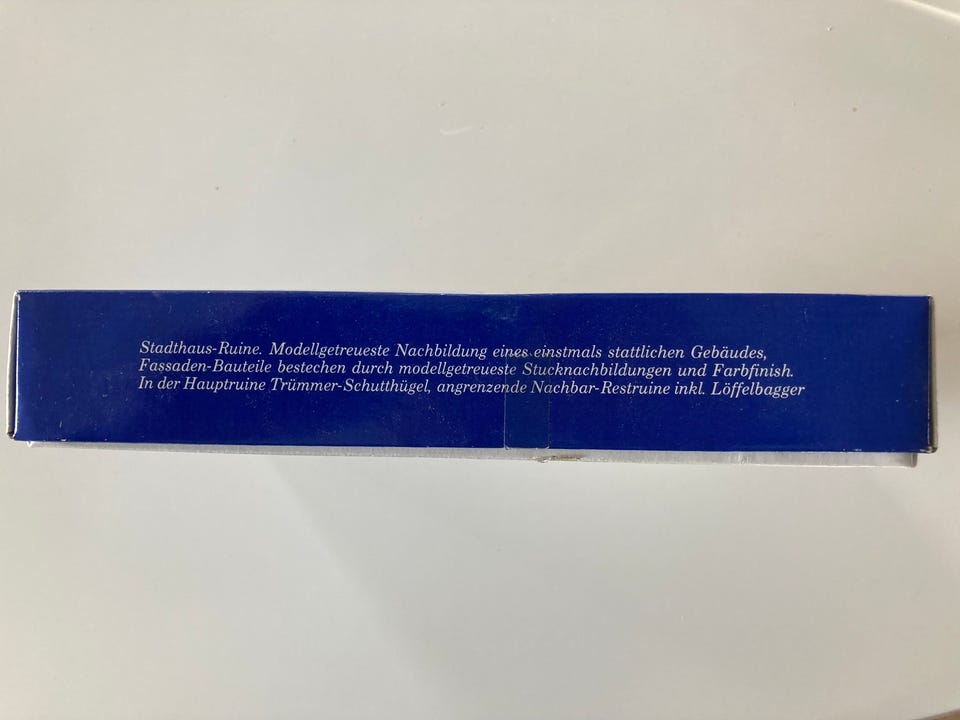 Stadthaus-Ruine. Modellgetreueste Nachbildung eines einstmals stattlichen Gebäudes,
Fassaden-Bauteile bestechen durch modellgetreueste Stucknachbildungen und Farbfinish.
In der Hauptruine Trümmer-Schutthügel, angrenzende Nachbar-Restruine inkl. Löffelbagger